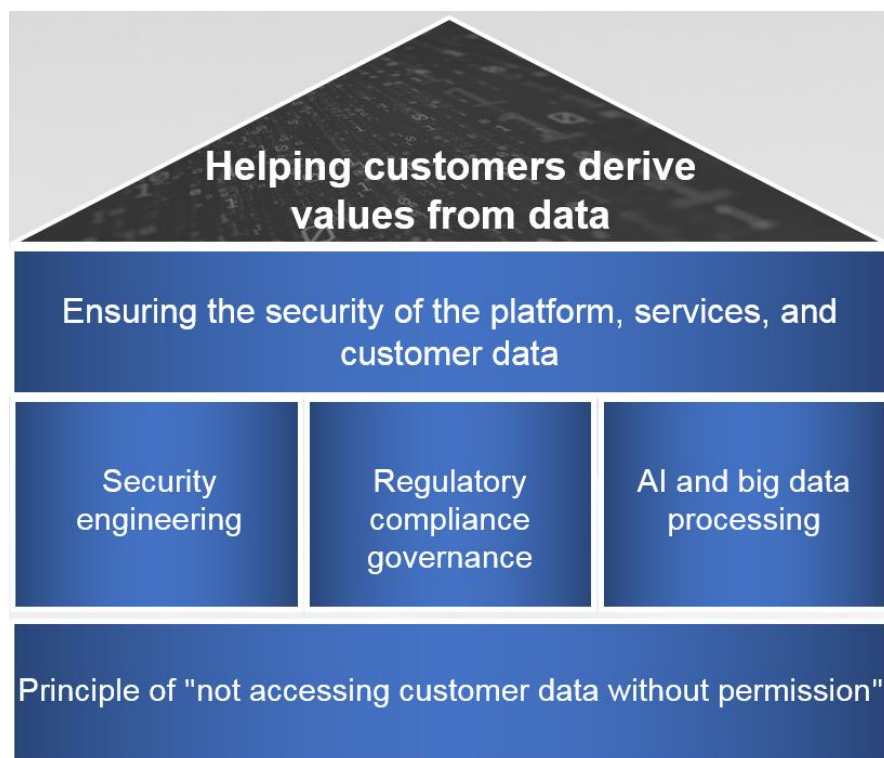 Helping customers derive
values from data
Ensuring the security of the platform, services, and
customer data
Security
engineering
Regulatory
compliance
governance
AI and big data
processing
Principle of "not accessing customer data without permission"